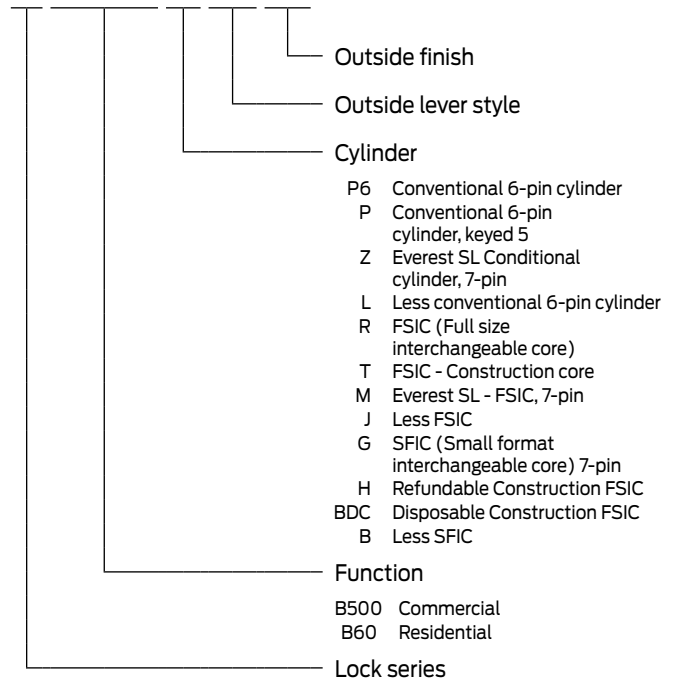 Outside finish
Outside lever style
Cylinder
P6 Conventional 6-pin cylinder
P Conventional 6-pin
cylinder, keyed 5
Z Everest SL Conditional
cylinder, 7-pin
L Less conventional 6-pin cylinder
R FSIC (Full size
interchangeable core)
T FSIC - Construction core
M Everest SL - FSIC, 7-pin
J Less FSIC
G SFIC (Small format
interchangeable core) 7-pin
H Refundable Construction FSIC
BDC Disposable Construction FSIC
B Less SFIC
Function
B500 Commercial
B60 Residential
Lock series